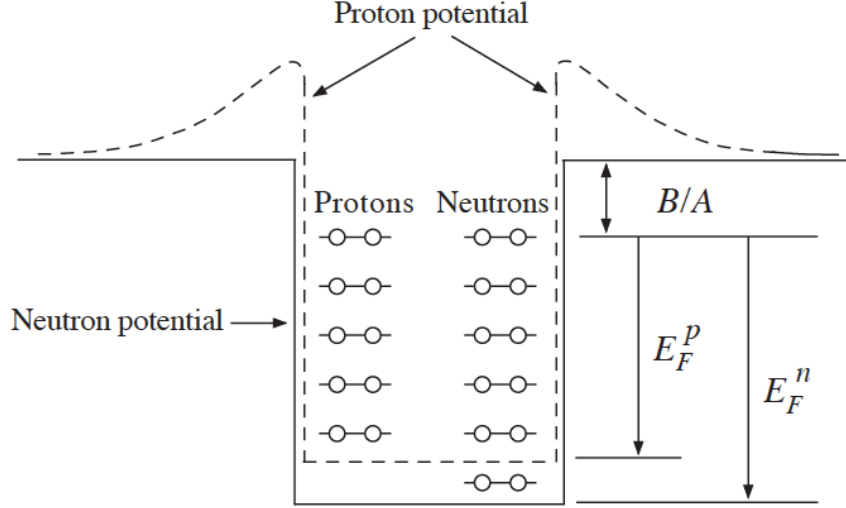 Proton potential
Protons Neutrons
B/A
Neutron potential
E_F^p
E_F^n